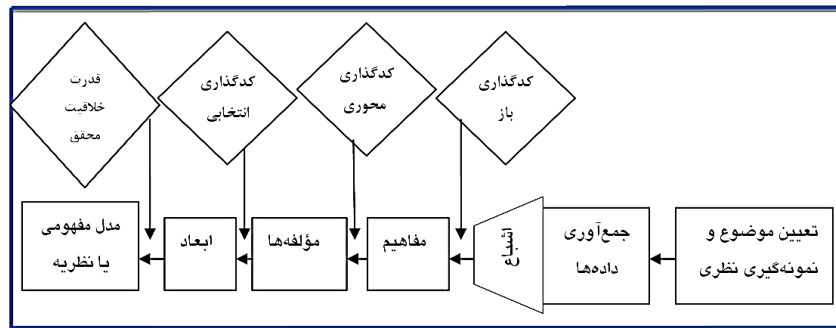 کدگذاری
باز
کدگذاری
محوری
کدگذاری
انتخابی
قدرت
خلاقیت
محقق
تعیین موضوع و
نمونه‌گیری نظری
جمع‌آوری
داده‌ها
اشباع
مفاهیم
مؤلفه‌ها
ابعاد
مدل مفهومی
یا نظریه